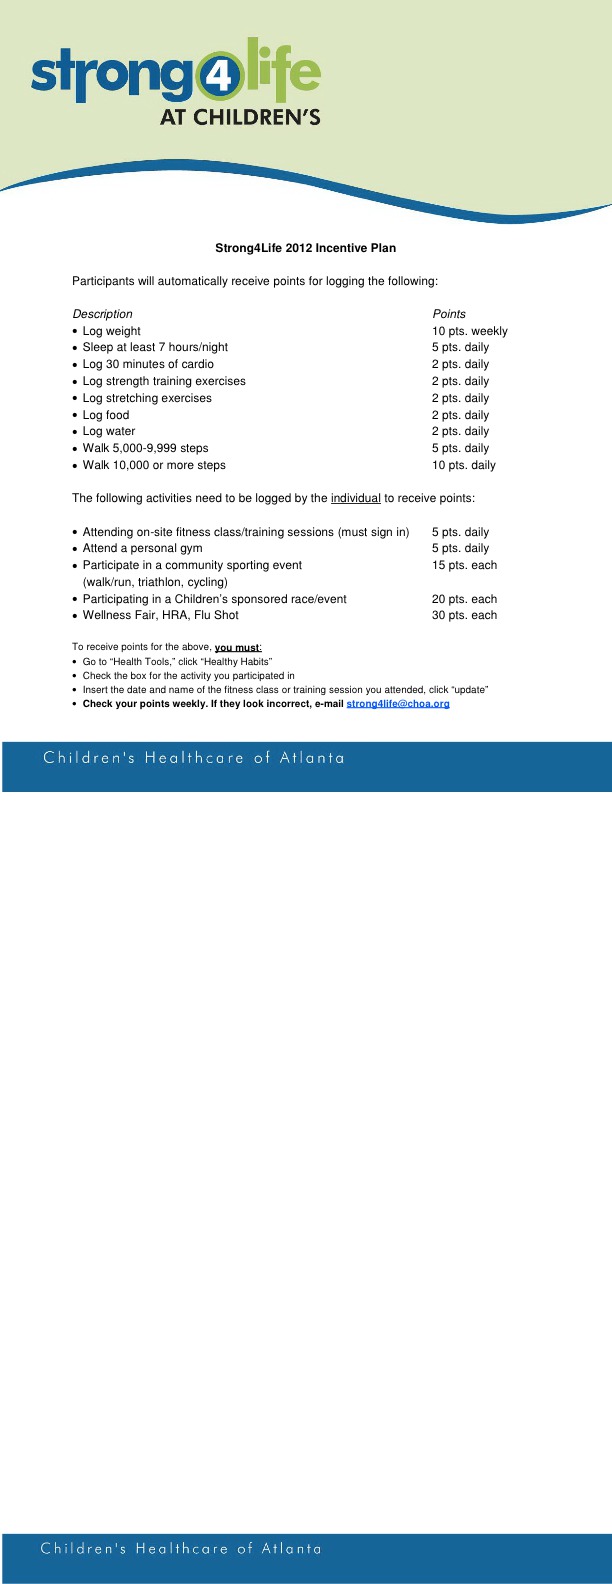 strong4life
AT CHILDREN'S
Strong4Life 2012 Incentive Plan
Participants will automatically receive points for logging the following:
Description Points
• Log weight 10 pts. weekly
• Sleep at least 7 hours/night 5 pts. daily
• Log 30 minutes of cardio 2 pts. daily
• Log strength training exercises 2 pts. daily
• Log stretching exercises 2 pts. daily
• Log food 2 pts. daily
• Log water 2 pts. daily
• Walk 5,000-9,999 steps 5 pts. daily
• Walk 10,000 or more steps 10 pts. daily
The following activities need to be logged by the individual to receive points:
• Attending on-site fitness class/training sessions (must sign in) 5 pts. daily
• Attend a personal gym 5 pts. daily
• Participate in a community sporting event 15 pts. each
(walk/run, triathlon, cycling)
• Participating in a Children’s sponsored race/event 20 pts. each
• Wellness Fair, HRA, Flu Shot 30 pts. each
To receive points for the above, you must:
• Go to “Health Tools,” click “Healthy Habits”
• Check the box for the activity you participated in
• Insert the date and name of the fitness class or training session you attended, click “update”
• Check your points weekly. If they look incorrect, e-mail strong4life@choa.org
Children's Healthcare of Atlanta
Children's Healthcare of Atlanta